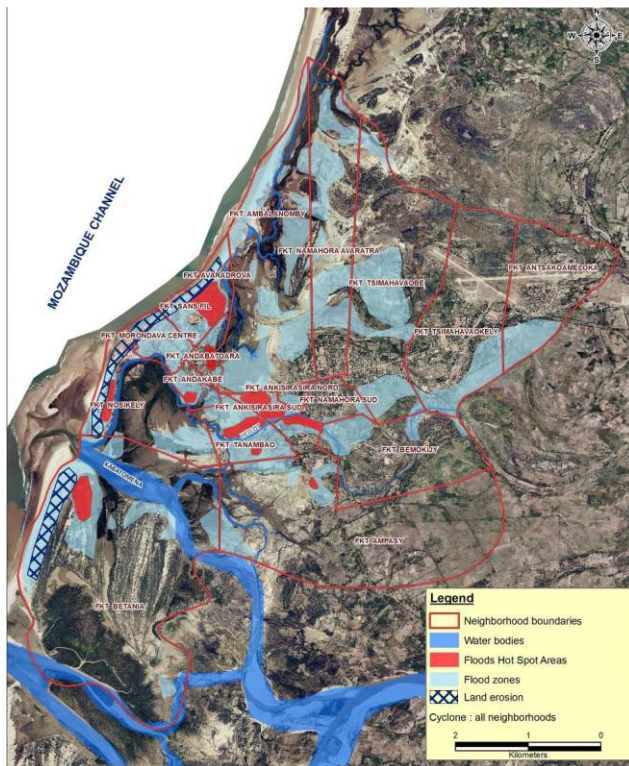 N
W E
S
MOZAMBIQUE CHANNEL
FKT AMBALANOMBY
FKT NAMAHORA AVARATRA
FKT AVARADROVA
FKT TSIMAHAVAOBE
FKT ANTSAKOAMELOKA
FKT SANS FIL
FKT MORONDAVA CENTRE
FKT TSIMAHAVAOKELY
FKT ANDABATOARA
FKT ANDAKABE
FKT ANKISIRASIRA NORD
FKT NOSIKELY
FKT NAMAHORA SUD
FKT ANKISIRASIRA SUD
FKT TANAMBAO
FKT BEMOKIJY
KABATOMENA
FKT AMPASY
FKT BETANIA
Legend
Neighborhood boundaries
Water bodies
Floods Hot Spot Areas
Flood zones
Land erosion
Cyclone : all neighborhoods
2 1 0
Kilometers